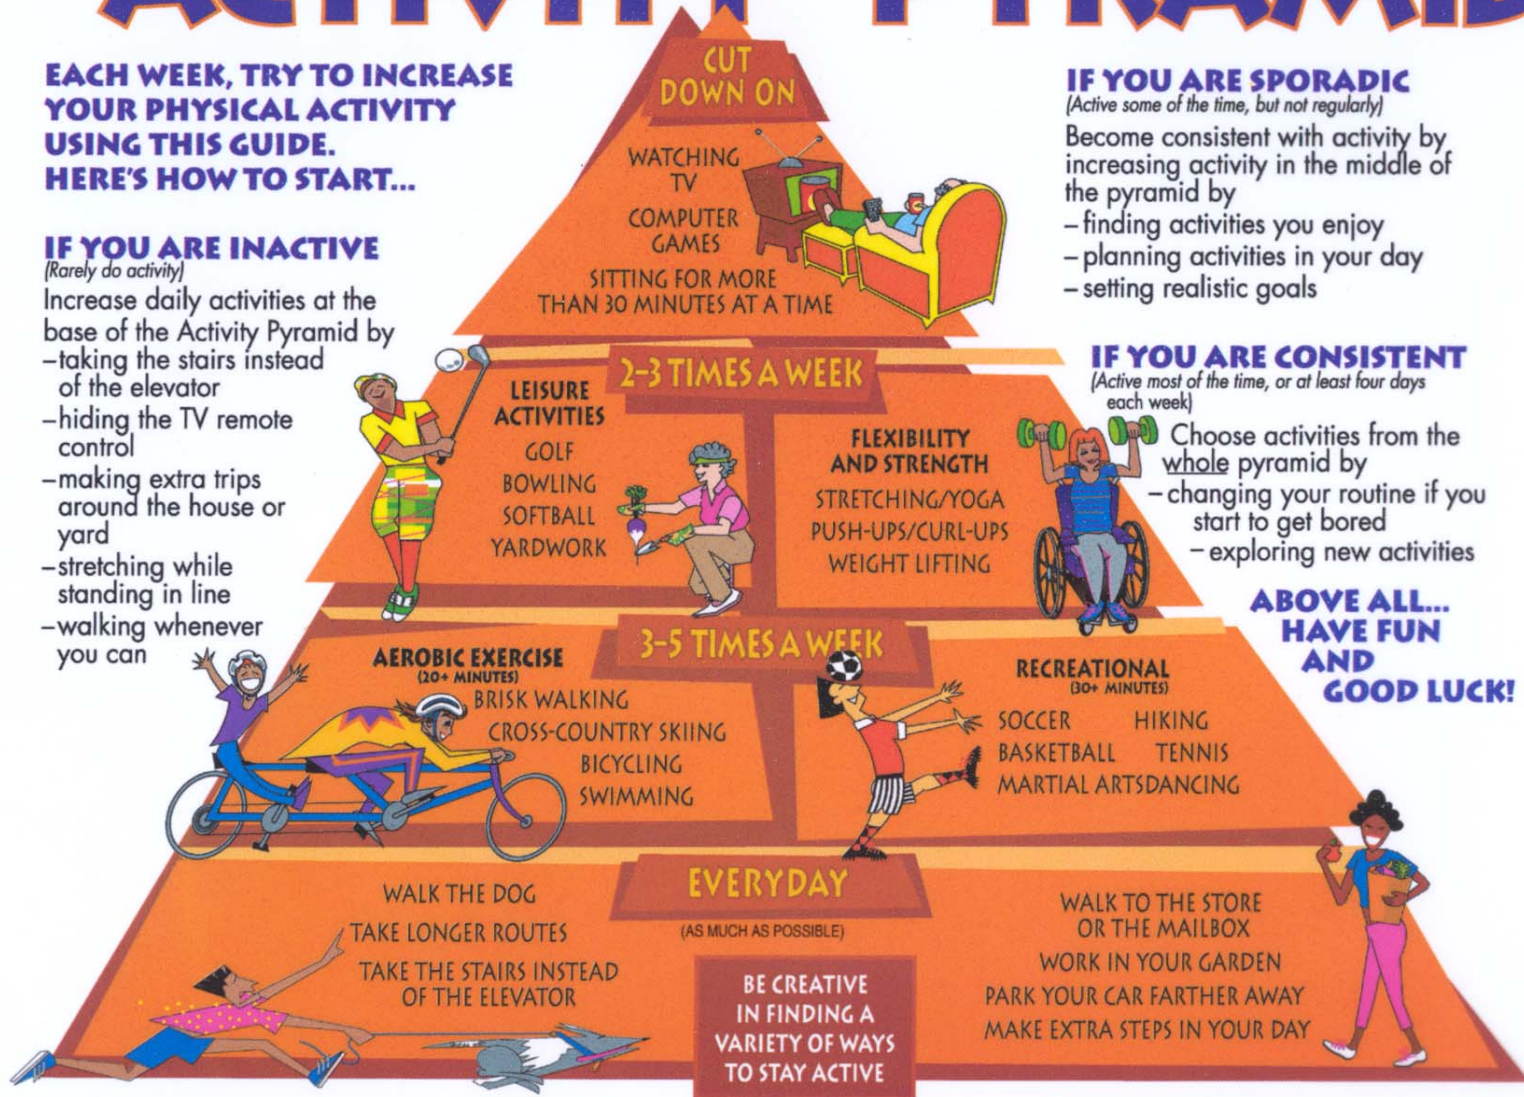 ACTIVITY PYRAMID
EACH WEEK, TRY TO INCREASE
YOUR PHYSICAL ACTIVITY
USING THIS GUIDE.
HERE'S HOW TO START...
IF YOU ARE INACTIVE
(Rarely do activity)
Increase daily activities at the
base of the Activity Pyramid by
–taking the stairs instead
of the elevator
–hiding the TV remote
control
–making extra trips
around the house or
yard
–stretching while
standing in line
–walking whenever
you can
CUT
DOWN ON
WATCHING
TV
COMPUTER
GAMES
SITTING FOR MORE
THAN 30 MINUTES AT A TIME
IF YOU ARE SPORADIC
(Active some of the time, but not regularly)
Become consistent with activity by
increasing activity in the middle of
the pyramid by
– finding activities you enjoy
– planning activities in your day
– setting realistic goals
IF YOU ARE CONSISTENT
(Active most of the time, or at least four days
each week)
Choose activities from the
whole pyramid by
– changing your routine if you
start to get bored
– exploring new activities
ABOVE ALL...
HAVE FUN
AND
GOOD LUCK!
2-3 TIMES A WEEK
LEISURE
ACTIVITIES
GOLF
BOWLING
SOFTBALL
YARDWORK
FLEXIBILITY
AND STRENGTH
STRETCHING/YOGA
PUSH-UPS/CURL-UPS
WEIGHT LIFTING
3-5 TIMES A WEEK
AEROBIC EXERCISE
(20+ MINUTES)
BRISK WALKING
CROSS-COUNTRY SKIING
BICYCLING
SWIMMING
RECREATIONAL
(30+ MINUTES)
SOCCER HIKING
BASKETBALL TENNIS
MARTIAL ARTSDANCING
EVERYDAY
(AS MUCH AS POSSIBLE)
WALK THE DOG
TAKE LONGER ROUTES
TAKE THE STAIRS INSTEAD
OF THE ELEVATOR
WALK TO THE STORE
OR THE MAILBOX
WORK IN YOUR GARDEN
PARK YOUR CAR FARTHER AWAY
MAKE EXTRA STEPS IN YOUR DAY
BE CREATIVE
IN FINDING A
VARIETY OF WAYS
TO STAY ACTIVE